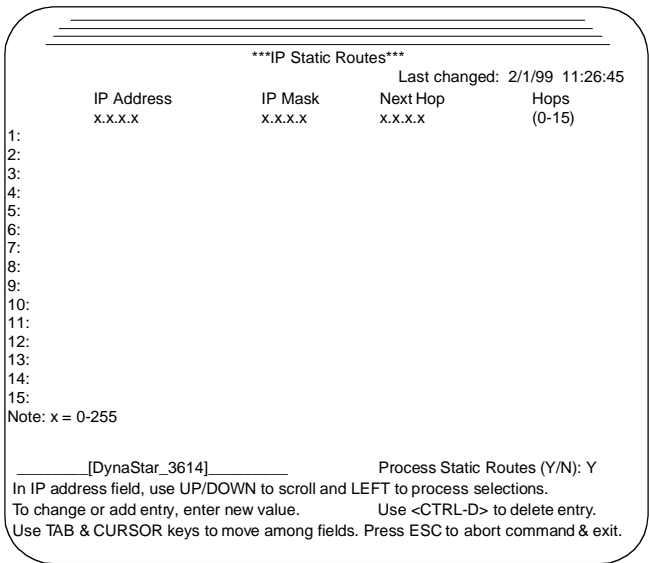 ***IP Static Routes***
Last changed: 2/1/99 11:26:45
IP Address IP Mask Next Hop Hops
x.x.x.x x.x.x.x x.x.x.x (0-15)
1:
2:
3:
4:
5:
6:
7:
8:
9:
10:
11:
12:
13:
14:
15:
Note: x = 0-255
________[DynaStar_3614]_________ Process Static Routes (Y/N): Y
In IP address field, use UP/DOWN to scroll and LEFT to process selections.
To change or add entry, enter new value. Use <CTRL-D> to delete entry.
Use TAB & CURSOR keys to move among fields. Press ESC to abort command & exit.